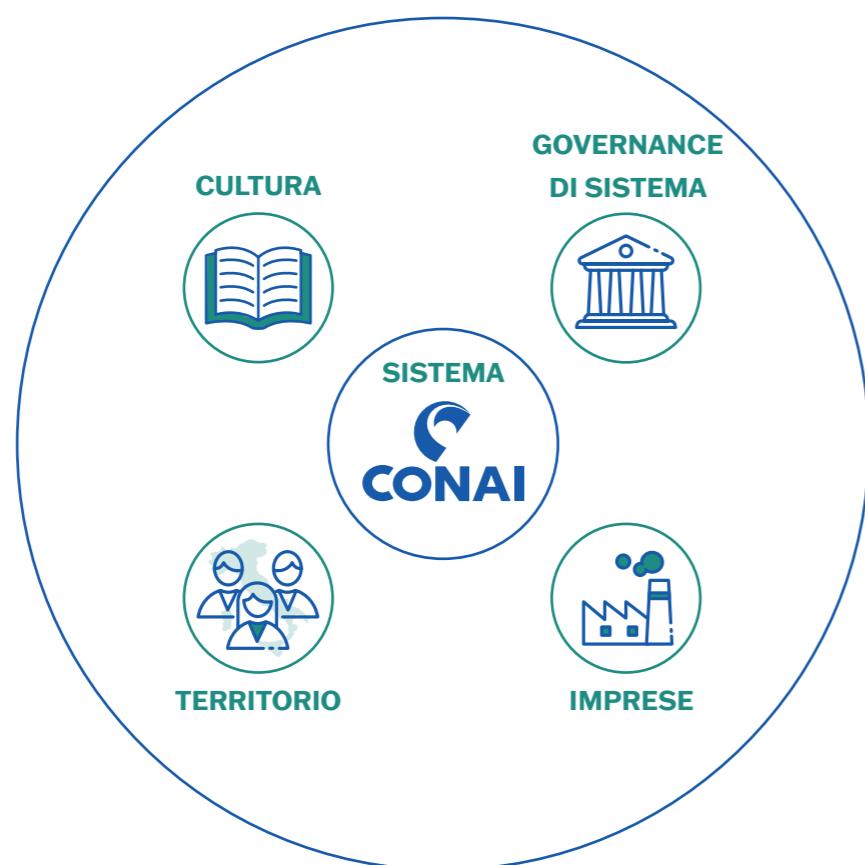 CULTURA
GOVERNANCE
DI SISTEMA
SISTEMA
CONAI
TERRITORIO
IMPRESE